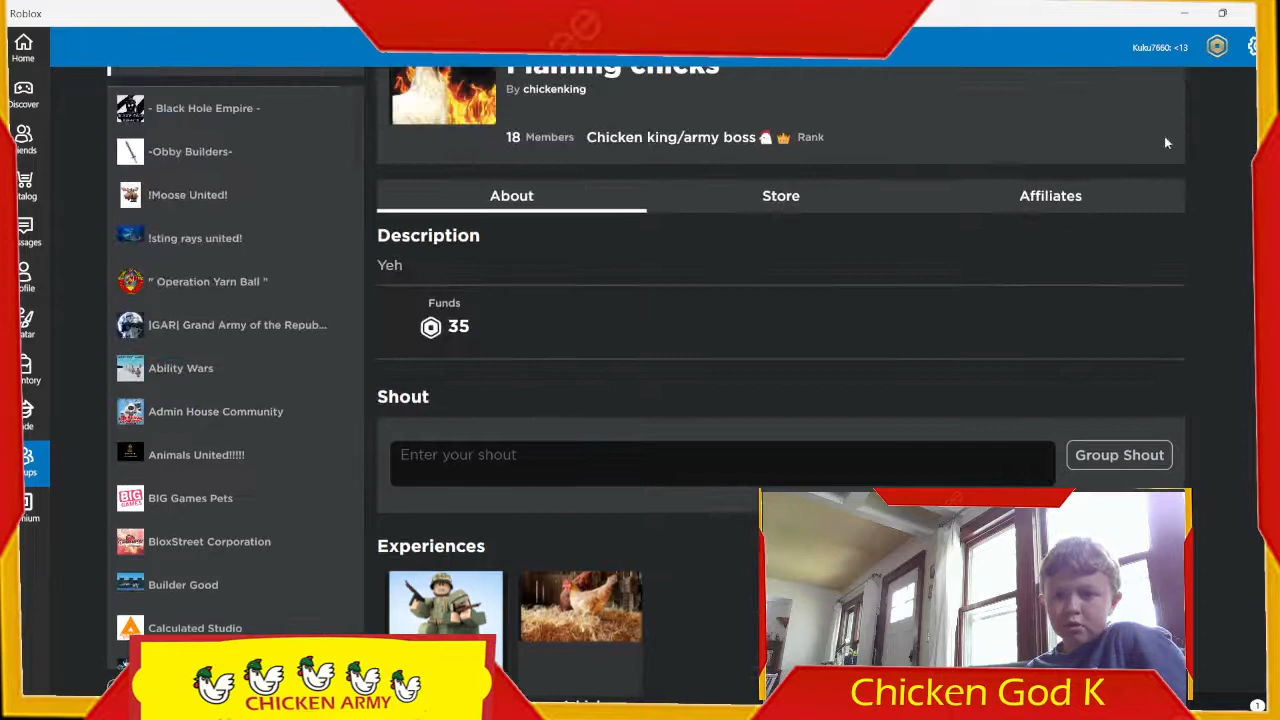 Roblox
Home
Kuku7660: <13
Discover
Flaming chicks
By chickenking
- Black Hole Empire -
18 Members Chicken king/army boss🐔👑 Rank
-Obby Builders-
!Moose United!
About Store Affiliates
!sting rays united!
Description
Yeh
" Operation Yarn Ball "
Funds
35
|GAR| Grand Army of the Repub...
Ability Wars
Shout
Admin House Community
Enter your shout
Group Shout
Animals United!!!!!
BIG Games Pets
BloxStreet Corporation
Experiences
Builder Good
Calculated Studio
CHICKEN ARMY
Chicken God K
1